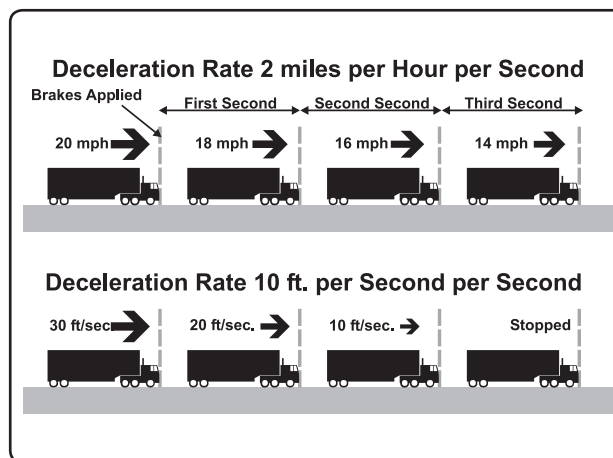 Deceleration Rate 2 miles per Hour per Second
Brakes Applied
First Second Second Second Third Second
20 mph 18 mph 16 mph 14 mph
Deceleration Rate 10 ft. per Second per Second
30 ft/sec. 20 ft/sec. 10 ft/sec. Stopped